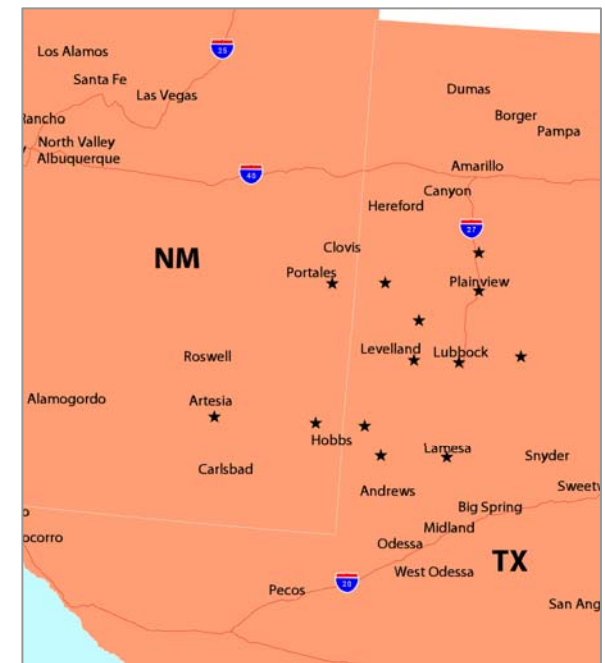 25
Los Alamos
Santa Fe
Las Vegas
Dumas
Rancho
Borger
Pampa
North Valley
Albuquerque
Amarillo
40
Canyon
Hereford
27
Clovis
NM
Portales
Plainview
Levelland
Lubbock
Roswell
Alamogordo
Artesia
Hobbs
Lamesa
Snyder
Carlsbad
Andrews
Sweetw
Big Spring
Midland
ocorro
Odessa
TX
West Odessa
20
Pecos
San Ang